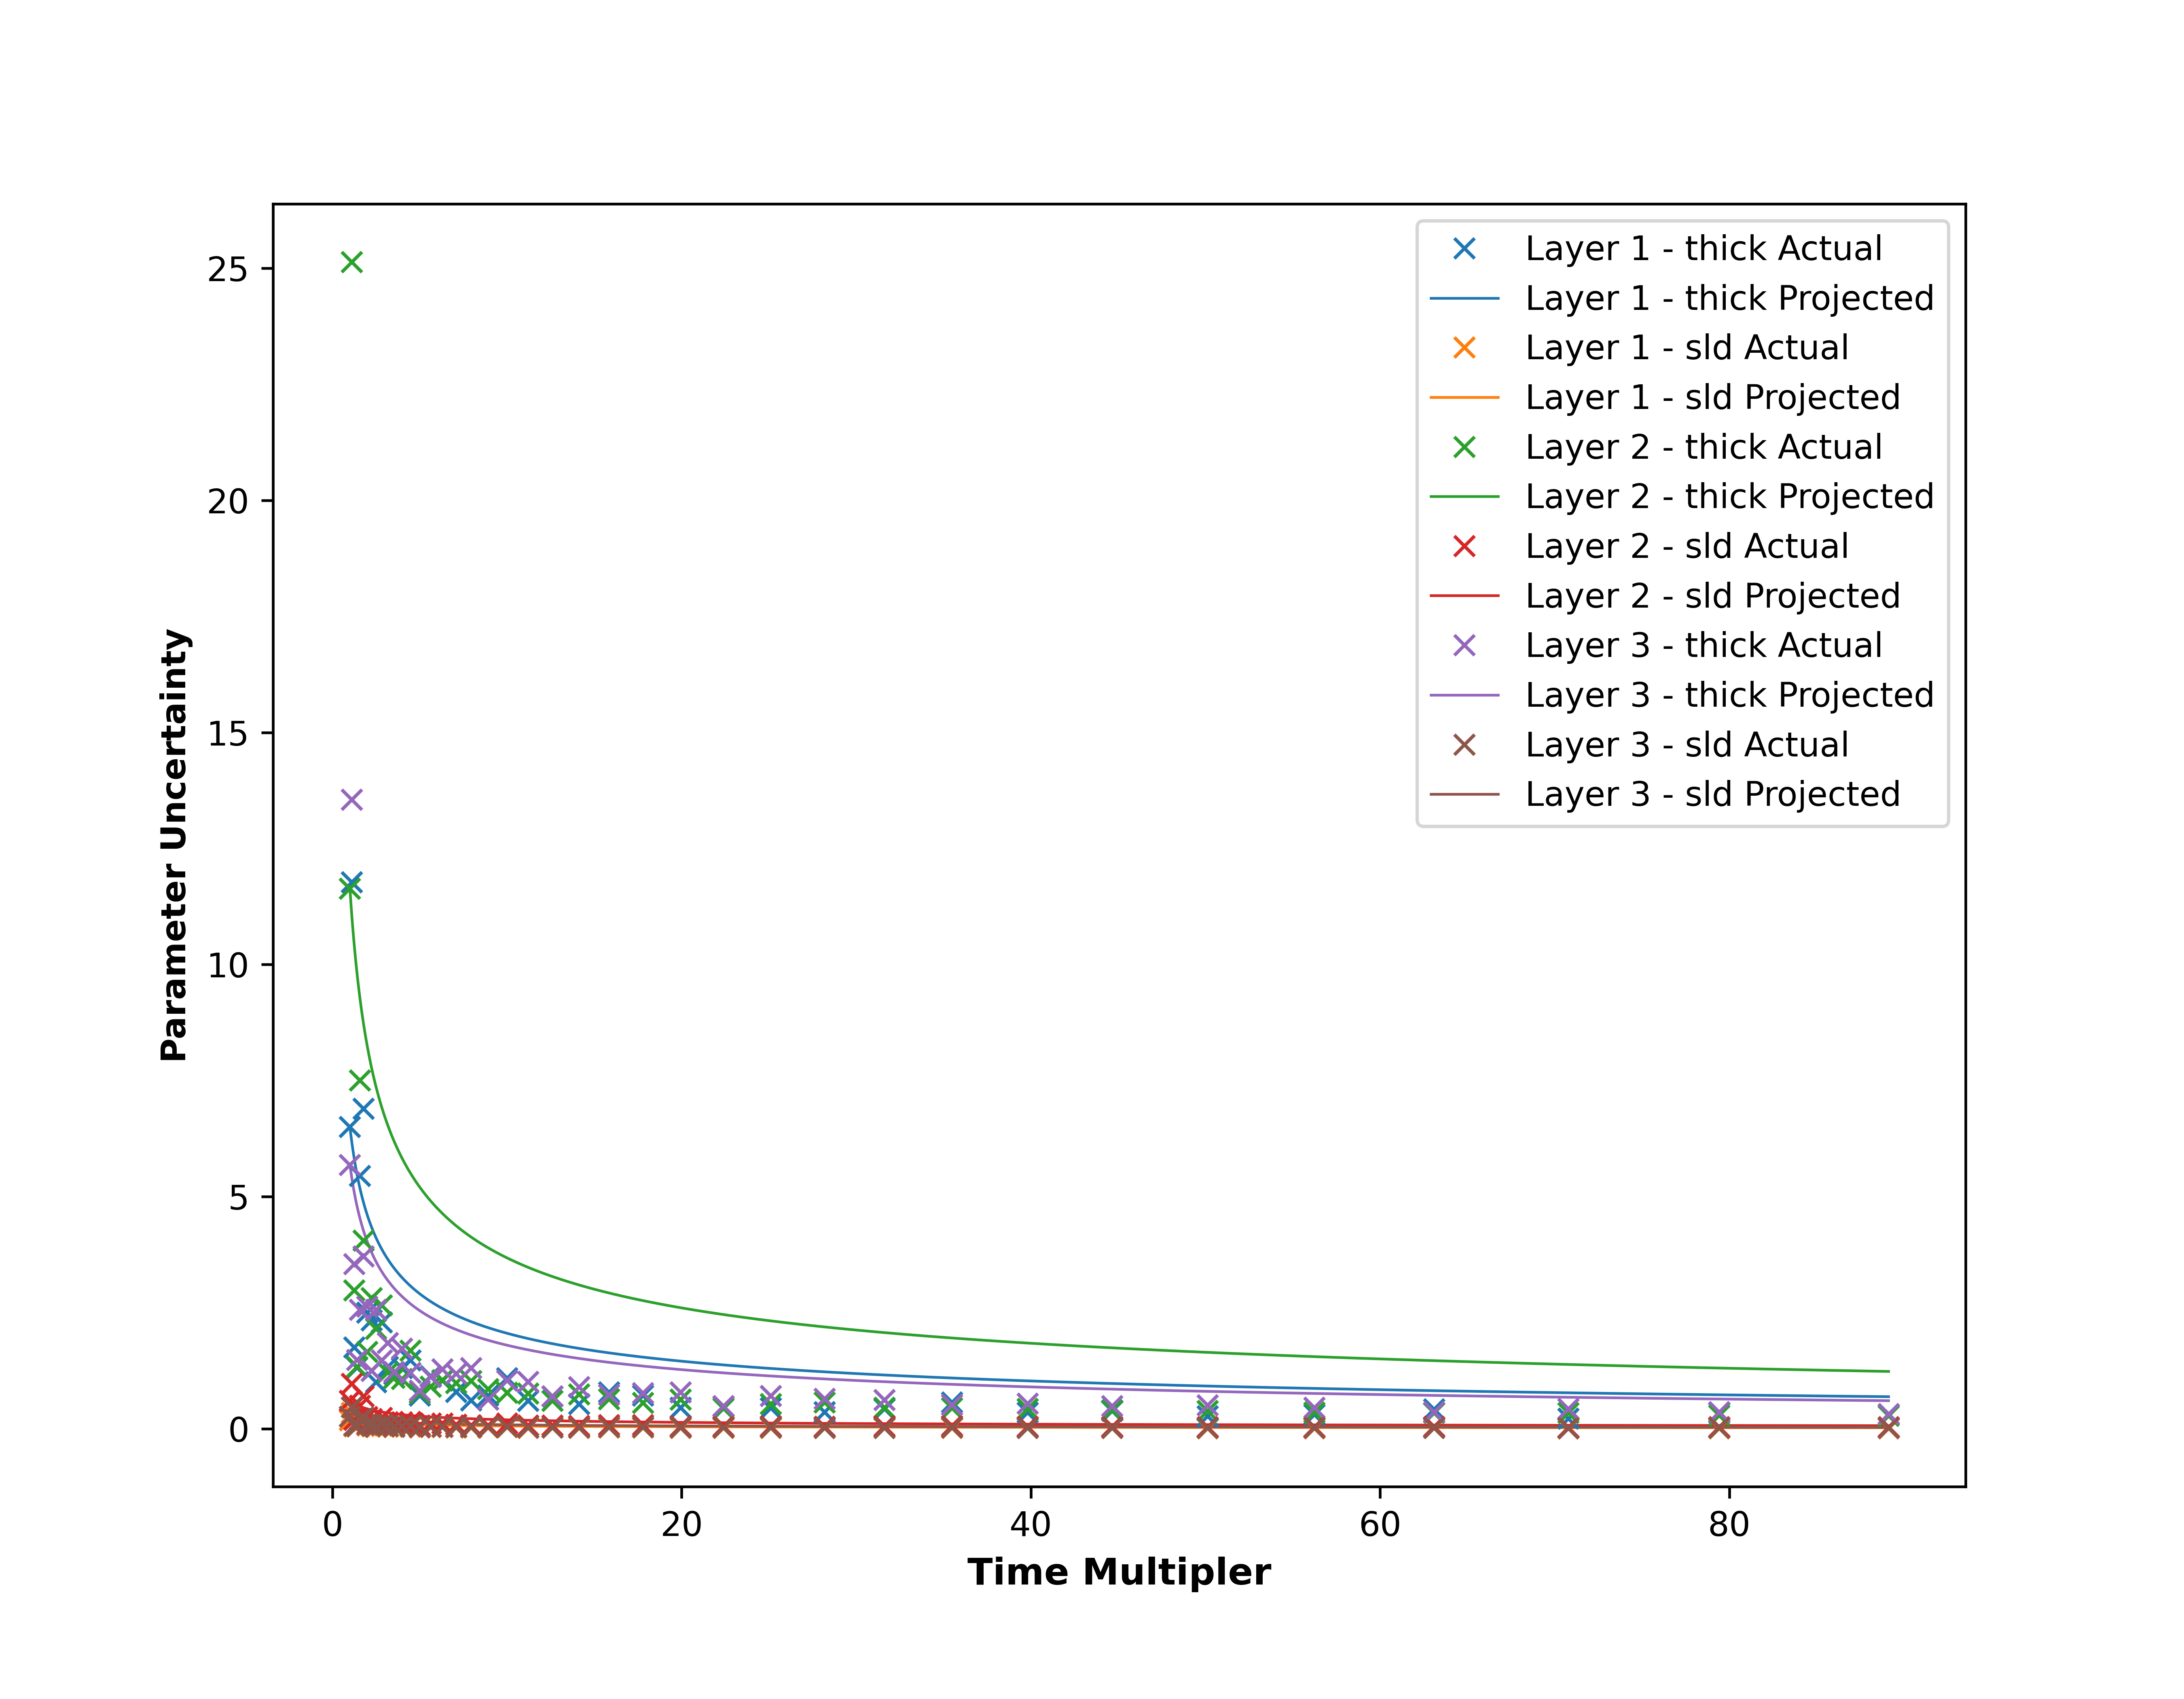 25
20
15
10
5
0
0 20 40 60 80
Parameter Uncertainty
Time Multipler
Layer 1 - thick Actual
Layer 1 - thick Projected
Layer 1 - sld Actual
Layer 1 - sld Projected
Layer 2 - thick Actual
Layer 2 - thick Projected
Layer 2 - sld Actual
Layer 2 - sld Projected
Layer 3 - thick Actual
Layer 3 - thick Projected
Layer 3 - sld Actual
Layer 3 - sld Projected